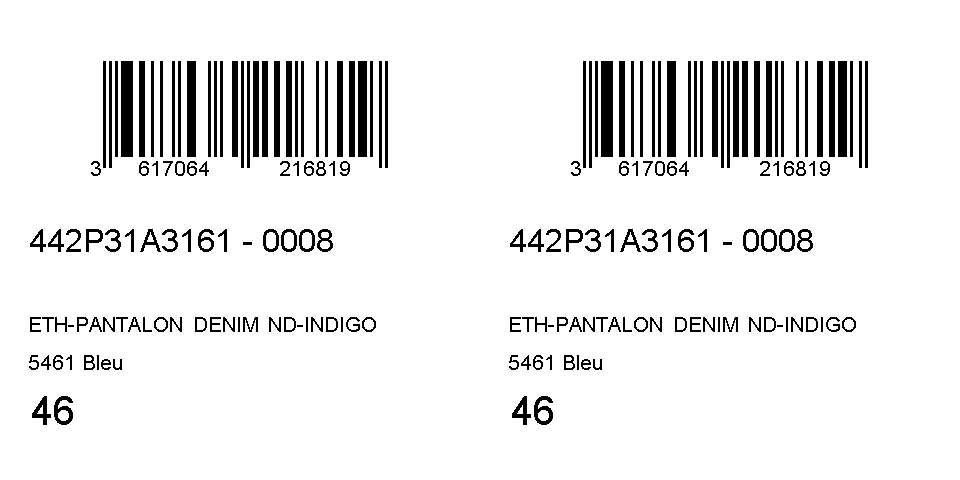 3 617064 216819
442P31A3161 - 0008
ETH-PANTALON DENIM ND-INDIGO
5461 Bleu
46
3 617064 216819
442P31A3161 - 0008
ETH-PANTALON DENIM ND-INDIGO
5461 Bleu
46